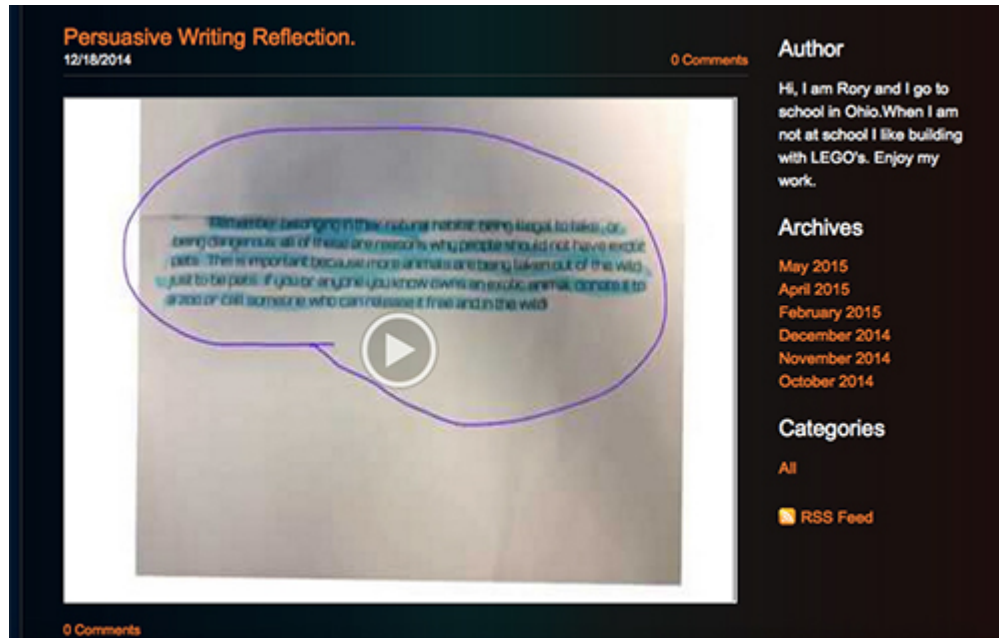 Persuasive Writing Reflection.
12/18/2014
0 Comments
Remember belonging in their natural habitat being illegal to take, or
being dangerous all of these are reasons why people should not have exotic
pets. This is important because more animals are being taken out of the wild
just to be pets. If you or anyone you know owns an exotic animal, donate it to
a zoo or call someone who can release it free and in the wild!
0 Comments
Author
Hi, I am Rory and I go to
school in Ohio.When I am
not at school I like building
with LEGO's. Enjoy my
work.
Archives
May 2015
April 2015
February 2015
December 2014
November 2014
October 2014
Categories
All
RSS Feed